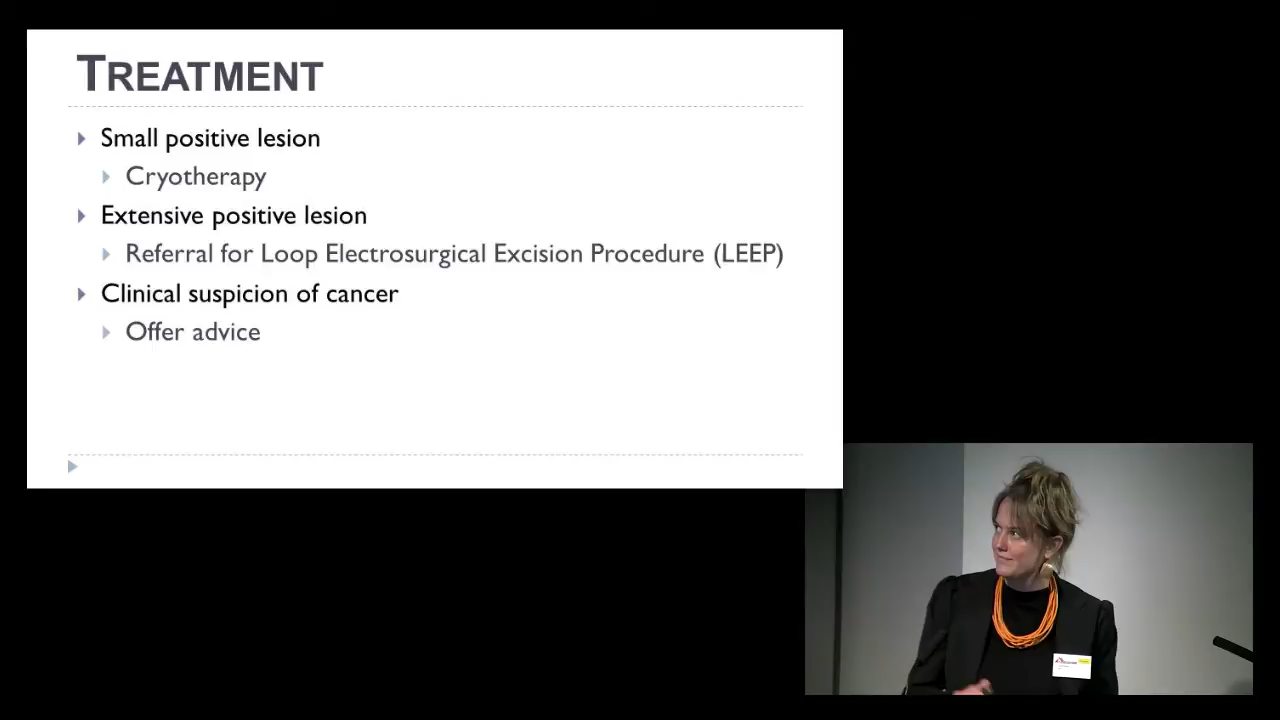 TREATMENT
Small positive lesion
Cryotherapy
Extensive positive lesion
Referral for Loop Electrosurgical Excision Procedure (LEEP)
Clinical suspicion of cancer
Offer advice